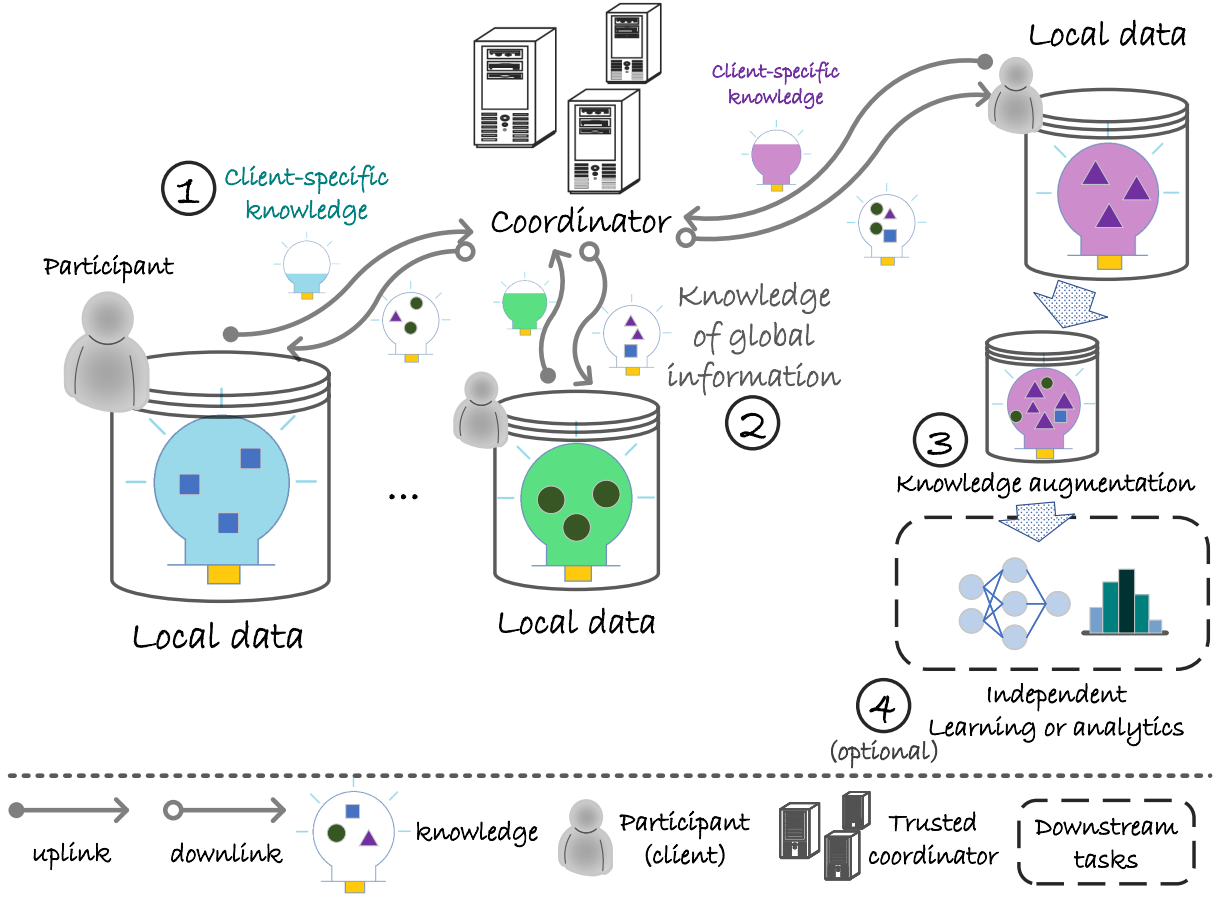 Local data
Client-specific
knowledge
1
Client-specific
knowledge
Coordinator
Participant
Knowledge
of global
information
2
3
Knowledge augmentation
...
Local data
Local data
4
(optional)
Independent
Learning or analytics
uplink
downlink
knowledge
Participant
(client)
Trusted
coordinator
Downstream
tasks